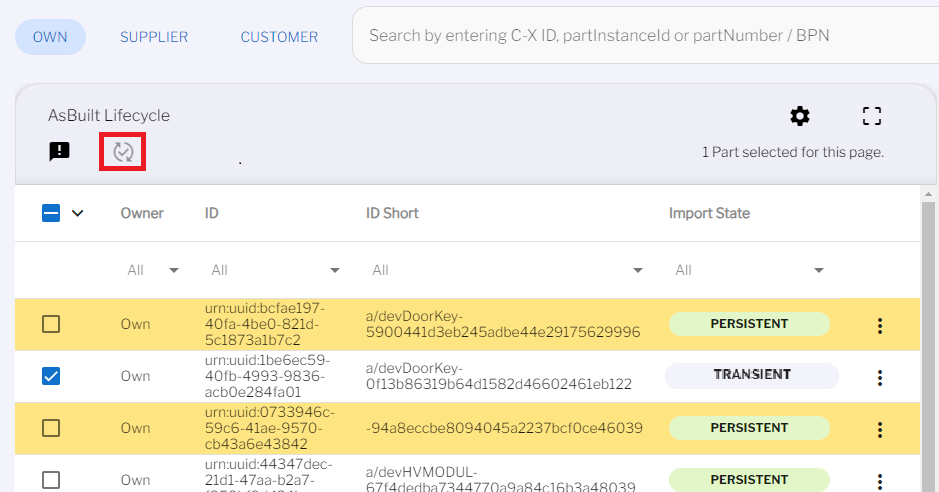 OWN SUPPLIER CUSTOMER Search by entering C-X ID, partInstanceId or partNumber / BPN
AsBuilt Lifecycle
1 Part selected for this page.
Owner ID ID Short Import State
All All All All
Own urn:uuid:bcfae197-
40fa-4be0-821d-
5c1873a1b7c2 a/devDoorKey-
5900441d3eb245adbe44e29175629996 PERSISTENT
Own urn:uuid:1be6ec59-
40fb-4993-9836-
acb0e284fa01 a/devDoorKey-
0f13b86319b64d1582d46602461eb122 TRANSIENT
Own urn:uuid:0733946c-
59c6-41ae-9570-
cb43a6e43842 -94a8eccbe8094045a2237bcf0ce46039 PERSISTENT
Own urn:uuid:44347dec-
21d1-47aa-b2a7-
a/devHVMODUL-
67f4dedba7344770a9a84c16b3a48039 PERSISTENT